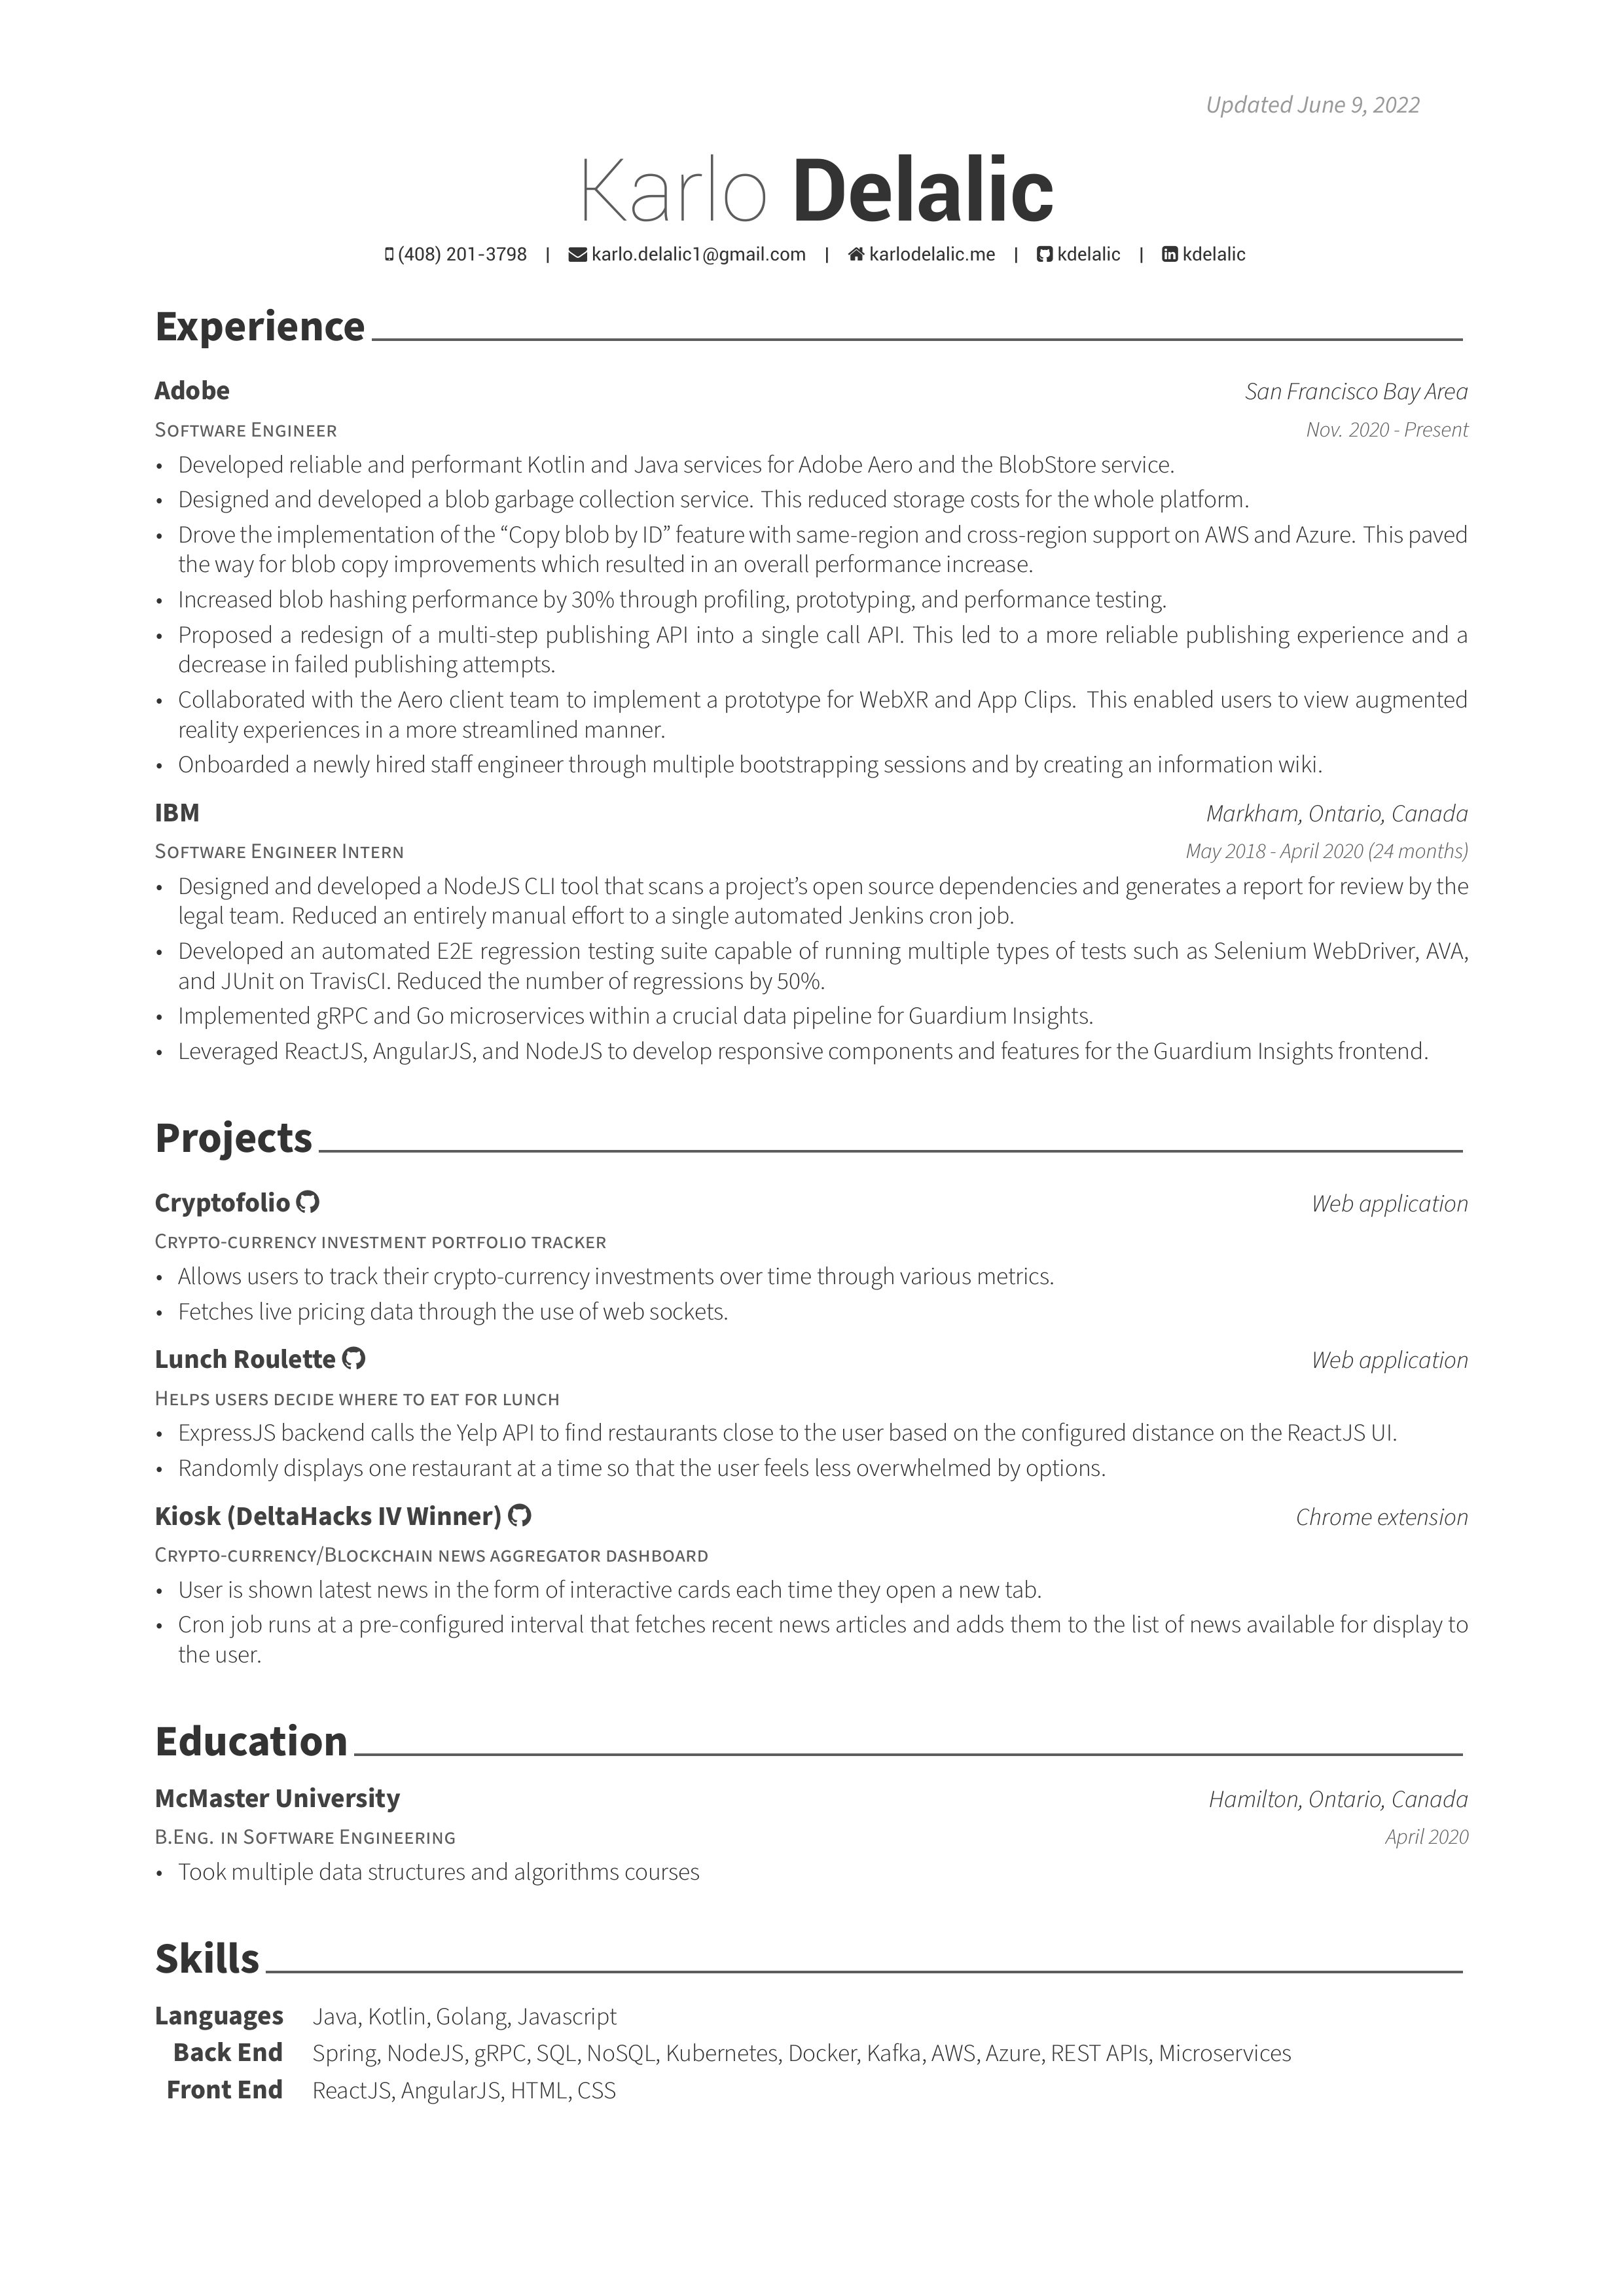 Updated June 9, 2022
Karlo Delalic
(408) 201-3798 | karlo.delalic1@gmail.com | karlodelalic.me | kdelalic | kdelalic
Experience
Adobe San Francisco Bay Area
Software Engineer Nov. 2020 - Present
• Developed reliable and performant Kotlin and Java services for Adobe Aero and the BlobStore service.
• Designed and developed a blob garbage collection service. This reduced storage costs for the whole platform.
• Drove the implementation of the “Copy blob by ID” feature with same-region and cross-region support on AWS and Azure. This paved
the way for blob copy improvements which resulted in an overall performance increase.
• Increased blob hashing performance by 30% through profiling, prototyping, and performance testing.
• Proposed a redesign of a multi-step publishing API into a single call API. This led to a more reliable publishing experience and a
decrease in failed publishing attempts.
• Collaborated with the Aero client team to implement a prototype for WebXR and App Clips. This enabled users to view augmented
reality experiences in a more streamlined manner.
• Onboarded a newly hired staff engineer through multiple bootstrapping sessions and by creating an information wiki.
IBM Markham, Ontario, Canada
Software Engineer Intern May 2018 - April 2020 (24 months)
• Designed and developed a NodeJS CLI tool that scans a project’s open source dependencies and generates a report for review by the
legal team. Reduced an entirely manual effort to a single automated Jenkins cron job.
• Developed an automated E2E regression testing suite capable of running multiple types of tests such as Selenium WebDriver, AVA,
and JUnit on TravisCI. Reduced the number of regressions by 50%.
• Implemented gRPC and Go microservices within a crucial data pipeline for Guardium Insights.
• Leveraged ReactJS, AngularJS, and NodeJS to develop responsive components and features for the Guardium Insights frontend.
Projects
Cryptofolio Web application
Crypto-currency investment portfolio tracker
• Allows users to track their crypto-currency investments over time through various metrics.
• Fetches live pricing data through the use of web sockets.
Lunch Roulette Web application
Helps users decide where to eat for lunch
• ExpressJS backend calls the Yelp API to find restaurants close to the user based on the configured distance on the ReactJS UI.
• Randomly displays one restaurant at a time so that the user feels less overwhelmed by options.
Kiosk (DeltaHacks IV Winner) Chrome extension
Crypto-currency/Blockchain news aggregator dashboard
• User is shown latest news in the form of interactive cards each time they open a new tab.
• Cron job runs at a pre-configured interval that fetches recent news articles and adds them to the list of news available for display to
the user.
Education
McMaster University Hamilton, Ontario, Canada
B.Eng. in Software Engineering April 2020
• Took multiple data structures and algorithms courses
Skills
Languages Java, Kotlin, Golang, Javascript
Back End Spring, NodeJS, gRPC, SQL, NoSQL, Kubernetes, Docker, Kafka, AWS, Azure, REST APIs, Microservices
Front End ReactJS, AngularJS, HTML, CSS